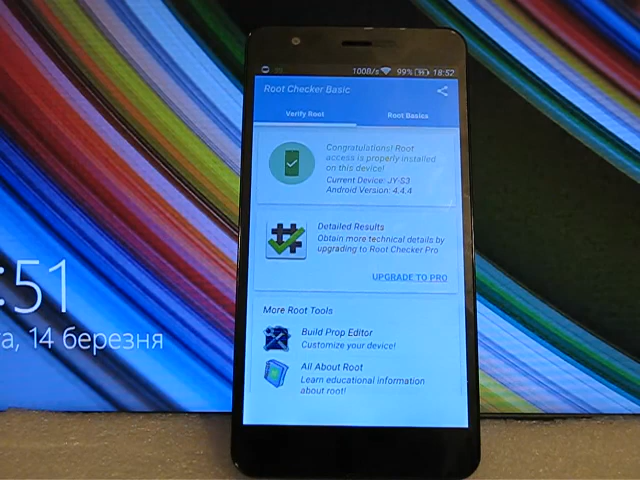 100B/s 99% 18:52
Root Checker Basic
Verify Root Root Basics
Congratulations! Root
access is properly installed
on this device!
Current Device: JY-S3
Android Version: 4.4.4
Detailed Results
Obtain more technical details by
upgrading to Root Checker Pro
UPGRADE TO PRO
More Root Tools
Build Prop Editor
Customize your device!
All About Root
Learn educational information
about root!
:51
а, 14 березня